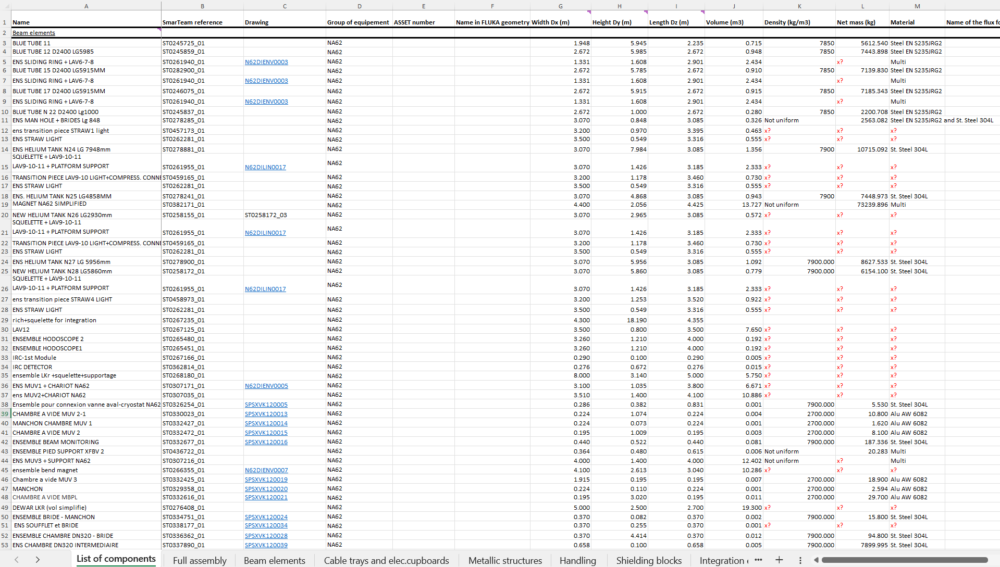 A B C D E F G H I J K L M
1 Name SmarTeam reference Drawing Group of equipement ASSET number Name in FLUKA geometry Width Dx (m) Height Dy (m) Length Dz (m) Volume (m3) Density (kg/m3) Net mass (kg) Material Name of the flux fo
2 Beam elements
3 BLUE TUBE 11 ST0245725_01 NA62 1.948 5.945 2.235 0.715 7850 5612.540 Steel EN S235JRG2
4 BLUE TUBE 12 D2400 LG5985 ST0245859_01 NA62 2.672 5.985 2.672 0.948 7850 7443.898 Steel EN S235JRG2
5 ENS SLIDING RING + LAV6-7-8 ST0261940_01 N62DIENV0003 NA62 1.331 1.608 2.901 2.434 x? Multi
6 BLUE TUBE 15 D2400 LG5915MM ST0282900_01 NA62 2.672 5.785 2.672 0.910 7850 7139.830 Steel EN S235JRG2
7 ENS SLIDING RING + LAV6-7-8 ST0261940_01 N62DIENV0003 NA62 1.331 1.608 2.901 2.434 x? Multi
8 BLUE TUBE 17 D2400 LG5915MM ST0246075_01 NA62 2.672 5.915 2.672 0.915 7850 7185.343 Steel EN S235JRG2
9 ENS SLIDING RING + LAV6-7-8 ST0261940_01 N62DIENV0003 NA62 1.331 1.608 2.901 2.434 x? Multi
10 BLUE TUBE N 22 D2400 Lg1000 ST0245837_01 NA62 2.672 1.000 2.672 0.280 7850 2200.708 Steel EN S235JRG2
11 ENS MAN HOLE + BRIDES Lg 848 ST0278285_01 NA62 3.070 0.848 3.085 0.326 Not uniform 2563.082 Steel EN S235JRG2 and St. Steel 304L
12 ens transition piece STRAW1 light ST0457173_01 NA62 3.200 0.970 3.395 0.463 x? x? x?
13 ENS STRAW LIGHT ST0262281_01 NA62 3.500 0.549 3.316 0.555 x? x? x?
14 ENS HELIUM TANK N24 LG 7948mm ST0278881_01 NA62 3.070 7.984 3.085 1.356 7900 10715.092 St. Steel 304L
SQUELETTE + LAV9-10-11
15 LAV9-10-11 + PLATFORM SUPPORT ST0261955_01 N62DILIN0017 NA62 3.070 1.426 3.185 2.333 x? x? x?
16 TRANSITION PIECE LAV9-10 LIGHT+COMPRESS. CONNE ST0459165_01 NA62 3.200 1.178 3.460 0.730 x? x? x?
17 ENS STRAW LIGHT ST0262281_01 NA62 3.500 0.549 3.316 0.555 x? x? x?
18 ENS. HELIUM TANK N25 LG4858MM ST0278241_01 NA62 3.070 4.868 3.085 0.943 7900 7448.973 St. Steel 304L
19 MAGNET NA62 SIMPLIFIED ST0382171_01 NA62 4.400 2.056 4.425 13.727 Not uniform 73239.896 Multi
20 NEW HELIUM TANK N26 LG2930mm ST0258155_01 ST0258172_03 NA62 3.070 2.965 3.085 0.572 x? x? x?
SQUELETTE + LAV9-10-11
21 LAV9-10-11 + PLATFORM SUPPORT ST0261955_01 N62DILIN0017 NA62 3.070 1.426 3.185 2.333 x? x? x?
22 TRANSITION PIECE LAV9-10 LIGHT+COMPRESS. CONNE ST0459165_01 NA62 3.200 1.178 3.460 0.730 x? x? x?
23 ENS STRAW LIGHT ST0262281_01 NA62 3.500 0.549 3.316 0.555 x? x? x?
24 ENS HELIUM TANK N27 LG 5956mm ST0278900_01 NA62 3.070 5.956 3.085 1.092 7900.000 8627.533 St. Steel 304L
25 NEW HELIUM TANK N28 LG5860mm ST0258172_01 NA62 3.070 5.860 3.085 0.779 7900.000 6154.100 St. Steel 304L
SQUELETTE + LAV9-10-11
26 LAV9-10-11 + PLATFORM SUPPORT ST0261955_01 N62DILIN0017 NA62 3.070 1.426 3.185 2.333 x? x? x?
27 ens transition piece STRAW4 LIGHT ST0458973_01 NA62 3.200 1.253 3.520 0.922 x? x? x?
28 ENS STRAW LIGHT ST0262281_01 NA62 3.500 0.549 3.316 0.555 x? x? x?
29 rich+squelette for integration ST0267235_01 NA62 4.300 18.190 4.355
30 LAV12 ST0267125_01 NA62 3.500 0.800 3.500 7.650 x? x? x?
31 ENSEMBLE HODOSCOPE 2 ST0265480_01 NA62 3.260 1.210 4.000 0.192 x? x? x?
32 ENSEMBLE HODOSCOPE1 ST0265451_01 NA62 3.260 1.210 4.000 0.192 x? x? x?
33 IRC-1st Module ST0267166_01 NA62 0.290 0.100 0.290 0.005 x? x? x?
34 IRC DETECTOR ST0362814_01 NA62 0.276 0.672 0.276 0.015 x? x? x?
35 ensemble LKr +squelette+supportage ST0268180_01 NA62 8.000 3.140 5.000 5.750 x? x? x?
36 ENS MUV1 + CHARIOT NA62 ST0307171_01 N62DIENV0005 NA62 3.100 1.035 3.800 6.671 x? x? x?
37 ens MUV2+CHARIOT NA62 ST0307035_01 NA62 3.510 1.400 4.100 10.886 x? x? x?
38 Ensemble pour connexion vanne aval-cryostat NA62 ST0326254_01 SPSXVK120005 NA62 0.286 0.382 0.831 0.001 7900.000 5.530 St. Steel 304L
39 CHAMBRE A VIDE MUV 2-1 ST0330023_01 SPSXVK120013 NA62 0.224 1.074 0.224 0.004 2700.000 10.800 Alu AW 6082
40 MANCHON CHAMBRE MUV 1 ST0332427_01 SPSXVK120014 NA62 0.224 0.073 0.224 0.001 2700.000 1.620 Alu AW 6082
41 CHAMBRE A VIDE MUV 2 ST0332472_01 SPSXVK120015 NA62 0.195 1.009 0.195 0.003 2700.000 8.100 Alu AW 6082
42 ENSEMBLE BEAM MONITORING ST0332677_01 SPSXVK120016 NA62 0.440 0.522 0.440 0.081 7900.000 187.336 St. Steel 304L
43 ENSEMBLE PIED SUPPORT XFBV 2 ST0436722_01 NA62 0.364 0.480 0.615 0.006 Not uniform 20.283 Multi
44 ENS MUV3 + SUPPORT NA62 ST0307216_01 NA62 4.000 1.400 4.000 12.402 Not uniform x? Multi
45 ensemble bend magnet ST0266355_01 N62DIENV0007 NA62 4.100 2.613 3.040 10.286 x? x? x?
46 Chambre a vide MUV 3 ST0332425_01 SPSXVK120019 NA62 1.915 0.195 0.195 0.007 2700.000 18.900 Alu AW 6082
47 MANCHON ST0329358_01 SPSXVK120020 NA62 0.224 0.110 0.224 0.001 2700.000 2.594 Alu AW 6082
48 CHAMBRE A VIDE MBPL ST0332616_01 SPSXVK120021 NA62 0.195 3.020 0.195 0.011 2700.000 29.700 Alu AW 6082
49 DEWAR LKR (vol simplifie) ST0276408_01 NA62 5.000 2.500 2.700 19.300 x? x? x?
50 ENSEMBLE BRIDE - MANCHON ST0334751_01 SPSXVK120024 NA62 0.370 0.082 0.370 0.002 7900.000 15.800 St. Steel 304L
51 ENS SOUFFLET et BRIDE ST0338177_01 SPSXVK120034 NA62 0.370 0.255 0.370 0.001 x? x? x?
52 ENSEMBLE CHAMBRE DN320 - BRIDE ST0336362_01 SPSXVK120028 NA62 0.370 4.414 0.370 0.012 7900.000 94.800 St. Steel 304L
53 ENS CHAMBRE DN320 INTERMEDIAIRE ST0337890_01 SPSXVK120039 NA62 0.658 0.100 0.658 0.005 7900.000 7899.995 St. Steel 304L
List of components Full assembly Beam elements Cable trays and elec.cupboards Metallic structures Handling Shielding blocks Integration e ...